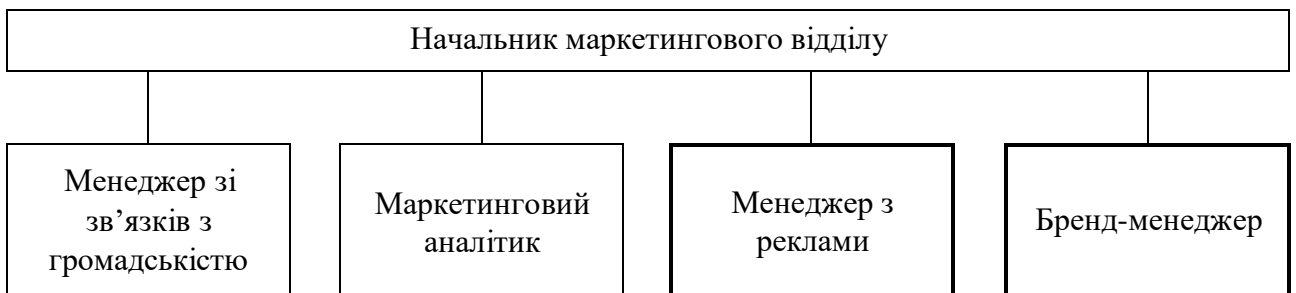 Начальник маркетингового відділу
Менеджер зі
зв’язків з
громадськістю
Маркетинговий
аналітик
Менеджер з
реклами
Бренд-менеджер